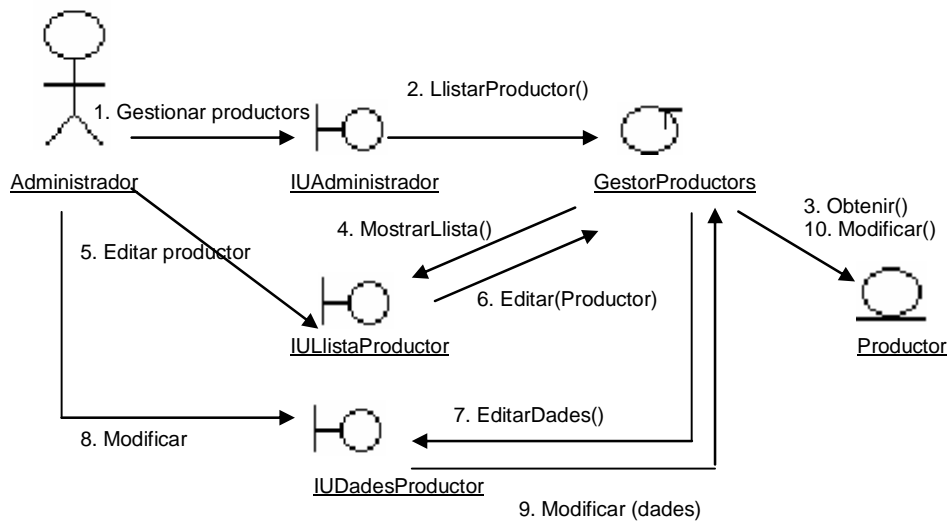 1. Gestionar productors
2. LlistarProductor()
Administrador
IUAdministrador
GestorProductors
3. Obtenir()
10. Modificar()
4. MostrarLlista()
5. Editar productor
6. Editar(Productor)
IULlistaProductor
Productor
7. EditarDades()
8. Modificar
IUDadesProductor
9. Modificar (dades)